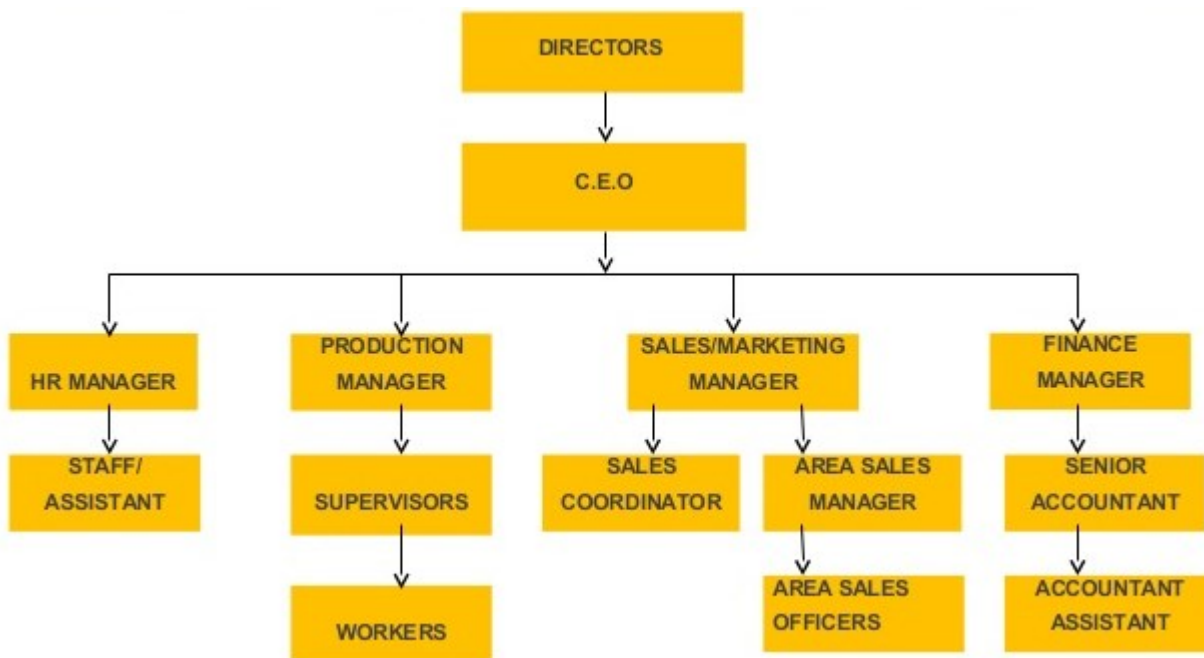 DIRECTORS
C.E.O
HR MANAGER
PRODUCTION
MANAGER
SALES/MARKETING
MANAGER
FINANCE
MANAGER
STAFF/
ASSISTANT
SUPERVISORS
SALES
COORDINATOR
AREA SALES
MANAGER
SENIOR
ACCOUNTANT
WORKERS
AREA SALES
OFFICERS
ACCOUNTANT
ASSISTANT